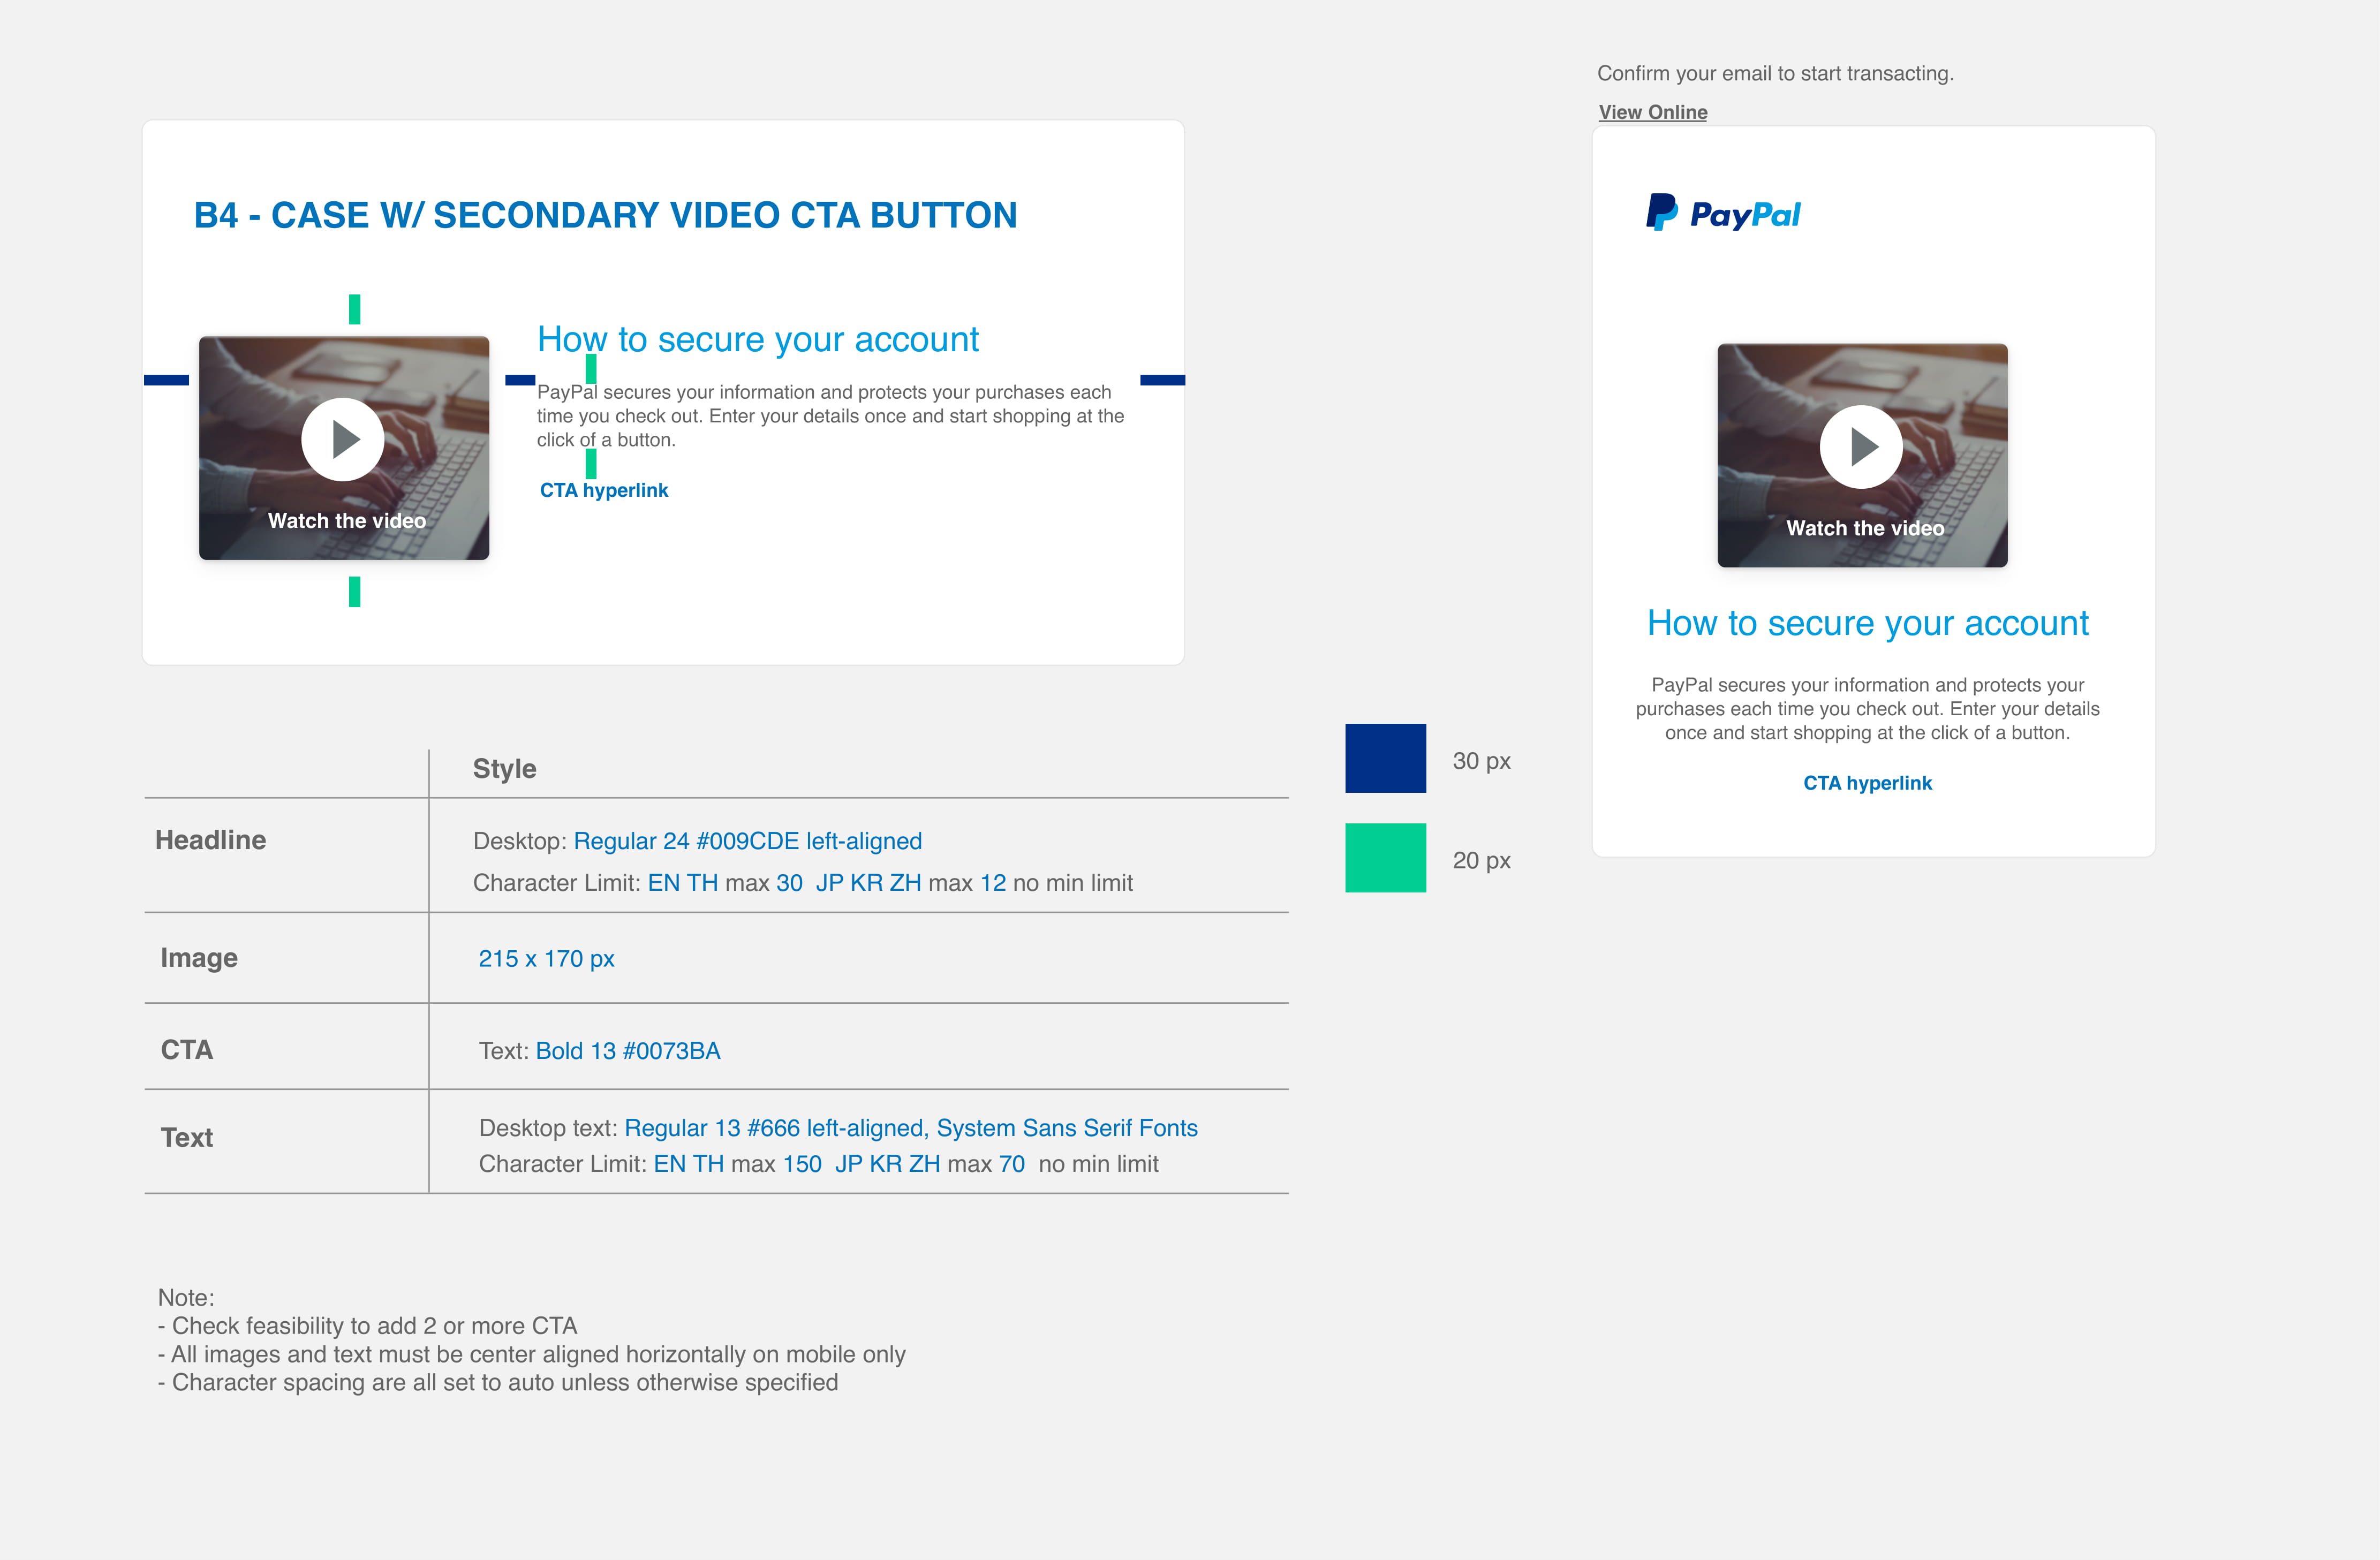 B4 - CASE W/ SECONDARY VIDEO CTA BUTTON
Watch the video
How to secure your account
PayPal secures your information and protects your purchases each
time you check out. Enter your details once and start shopping at the
click of a button.
CTA hyperlink
Style
Headline
Desktop: Regular 24 #009CDE left-aligned
Character Limit: EN TH max 30 JP KR ZH max 12 no min limit
Image
215 x 170 px
CTA
Text: Bold 13 #0073BA
Text
Desktop text: Regular 13 #666 left-aligned, System Sans Serif Fonts
Character Limit: EN TH max 150 JP KR ZH max 70 no min limit
Note:
- Check feasibility to add 2 or more CTA
- All images and text must be center aligned horizontally on mobile only
- Character spacing are all set to auto unless otherwise specified
30 px
20 px
Confirm your email to start transacting.
View Online
PayPal
Watch the video
How to secure your account
PayPal secures your information and protects your
purchases each time you check out. Enter your details
once and start shopping at the click of a button.
CTA hyperlink